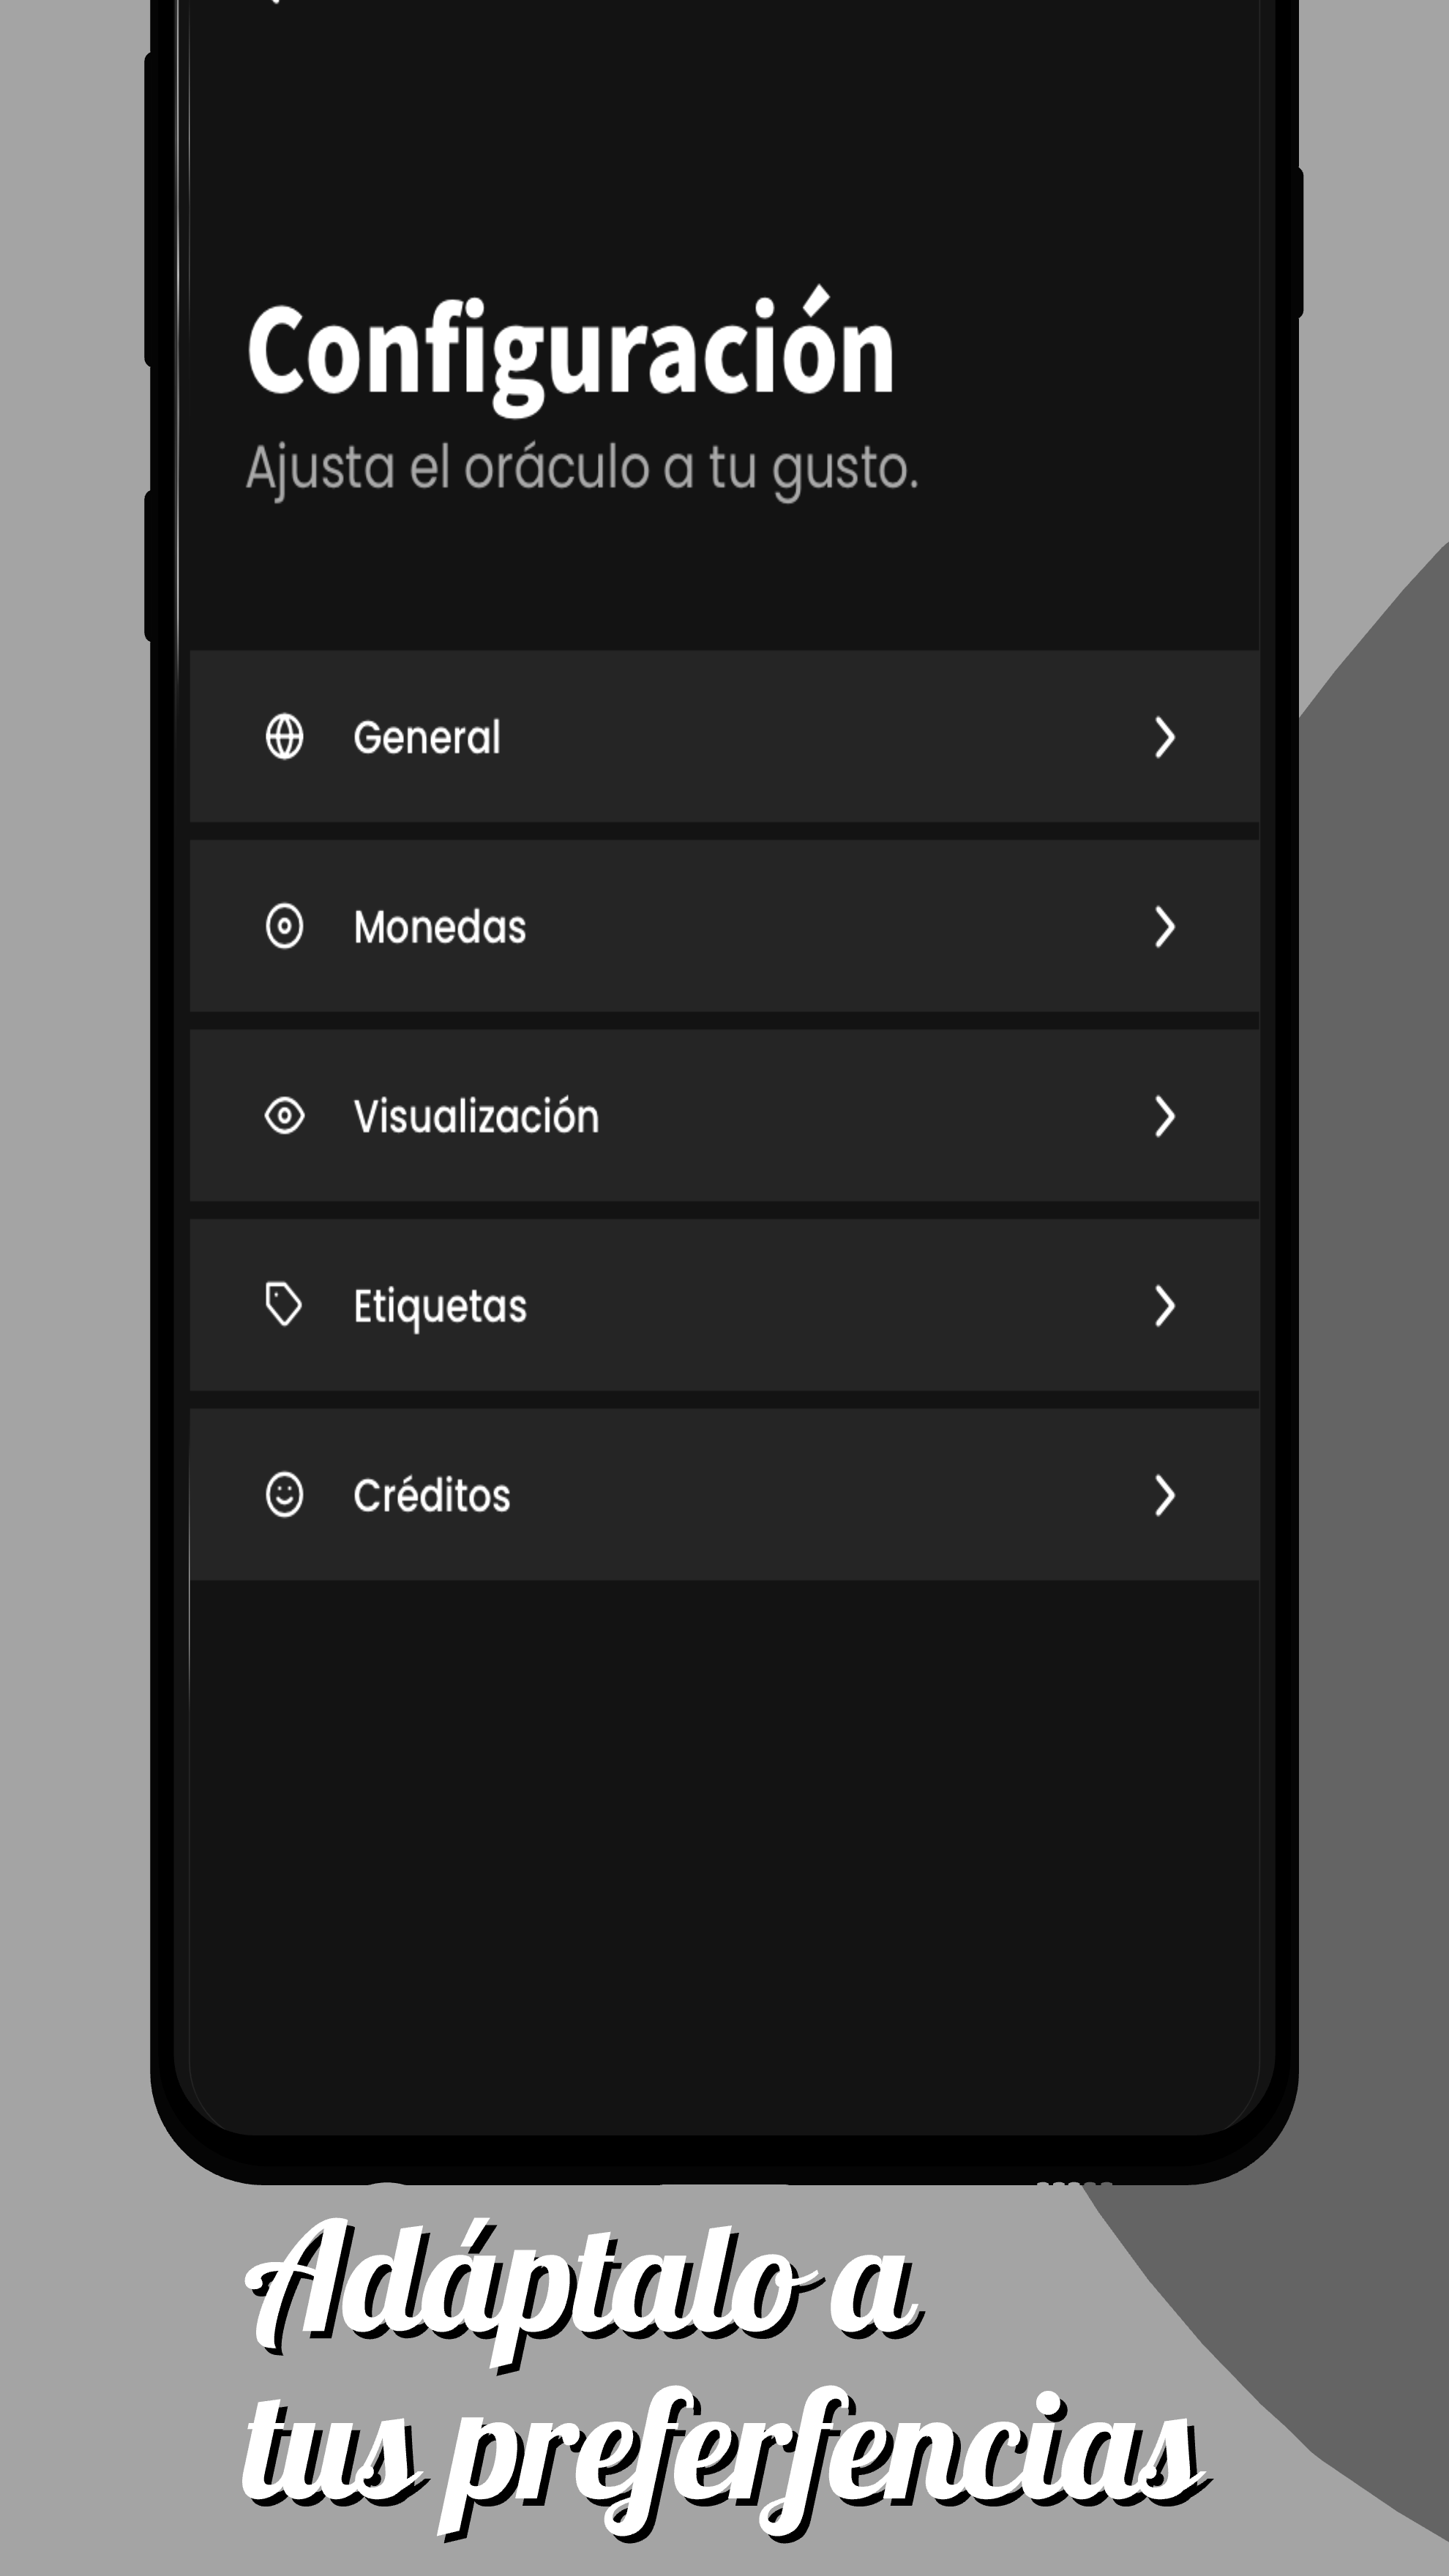 Configuración
Ajusta el oráculo a tu gusto.
General
Monedas
Visualización
Etiquetas
Créditos
Adáptalo a
tus preferfencias